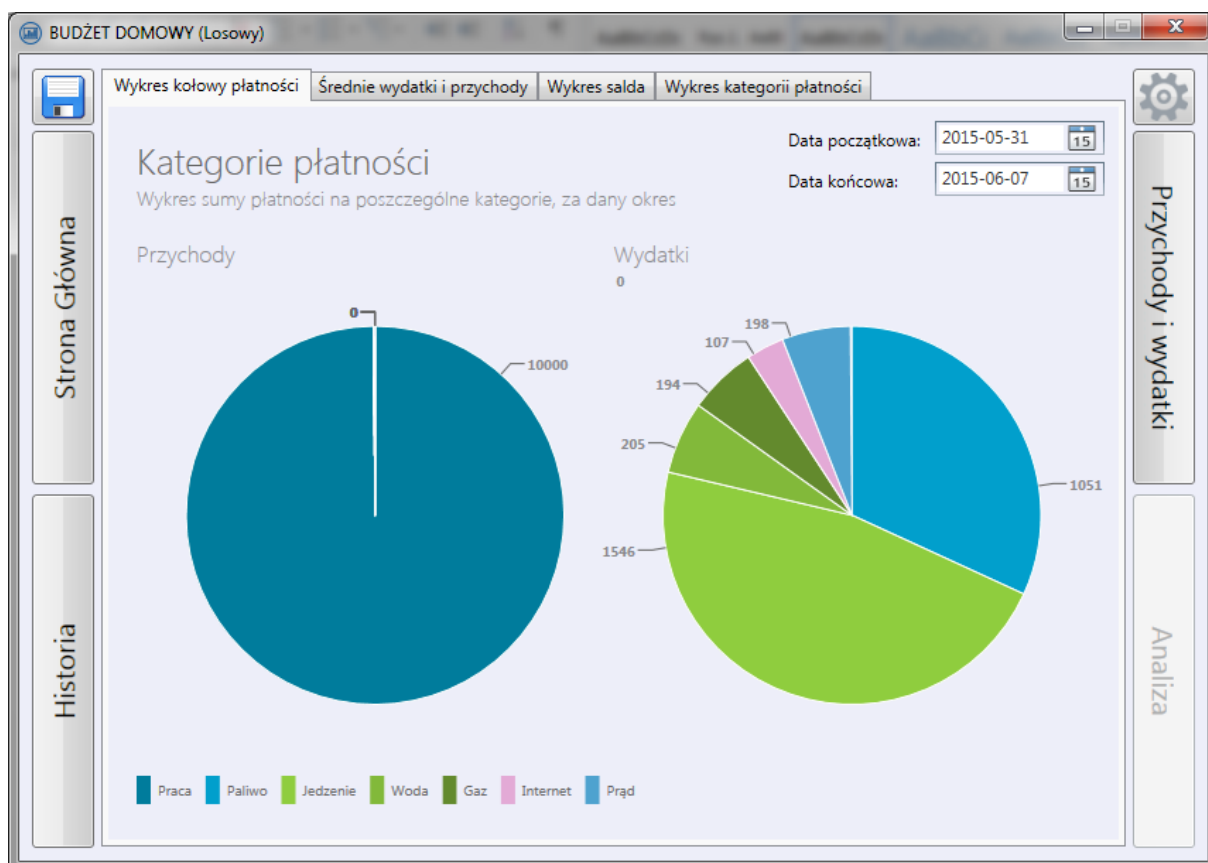 BUDŻET DOMOWY (Losowy)
Wykres kołowy płatności
Średnie wydatki i przychody
Wykres salda
Wykres kategorii płatności
Data początkowa:
2015-05-31
15
Data końcowa:
2015-06-07
15
Kategorie płatności
Wykres sumy płatności na poszczególne kategorie, za dany okres
Strona Główna
Historia
Przychody i wydatki
Analiza
Przychody
0
10000
Wydatki
0
198
107
194
205
1546
1051
Praca
Paliwo
Jedzenie
Woda
Gaz
Internet
Prąd